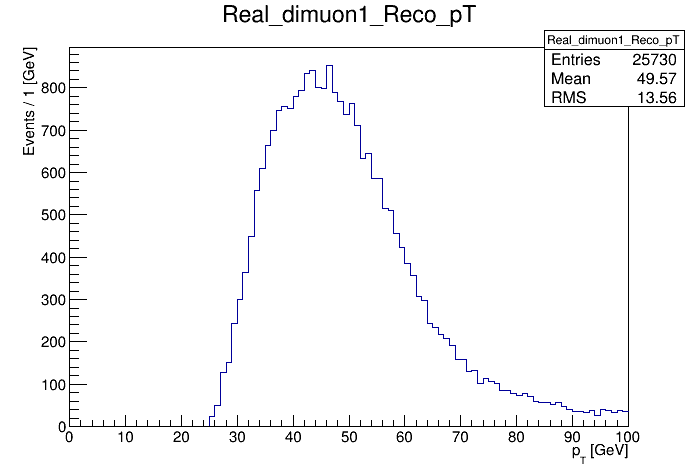 Real_dimuon1_Reco_pT
Real_dimuon1_Reco_pT
Entries 25730
Mean 49.57
RMS 13.56
Events / 1 [GeV]
800
700
600
500
400
300
200
100
0
0 10 20 30 40 50 60 70 80 90 100
p_T [GeV]